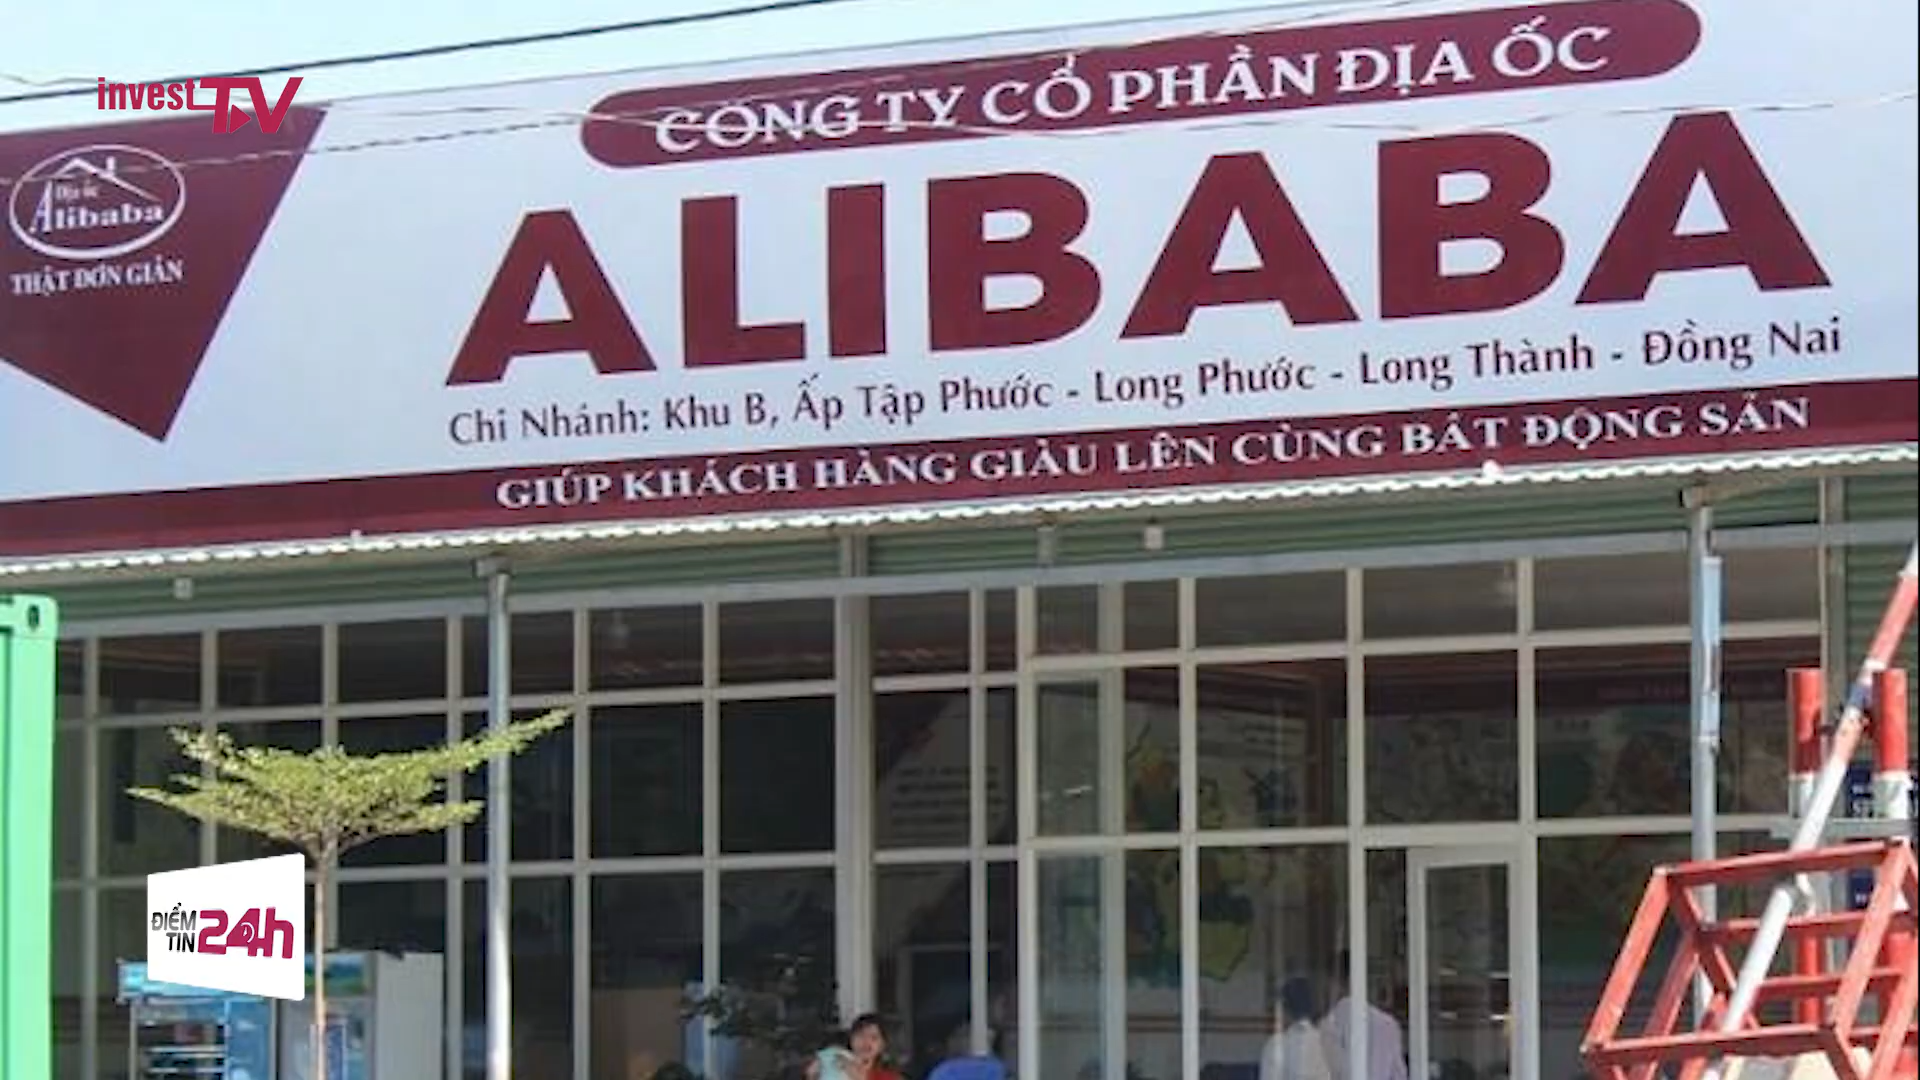 investTV
CÔNG TY CỔ PHẦN ĐỊA ỐC
Địa ốc
Alibaba
THẬT ĐƠN GIẢN
ALIBABA
Chi Nhánh: Khu B, Ấp Tập Phước - Long Phước - Long Thành - Đồng Nai
GIÚP KHÁCH HÀNG GIÀU LÊN CÙNG BẤT ĐỘNG SẢN
ĐIỂM
TIN 24h